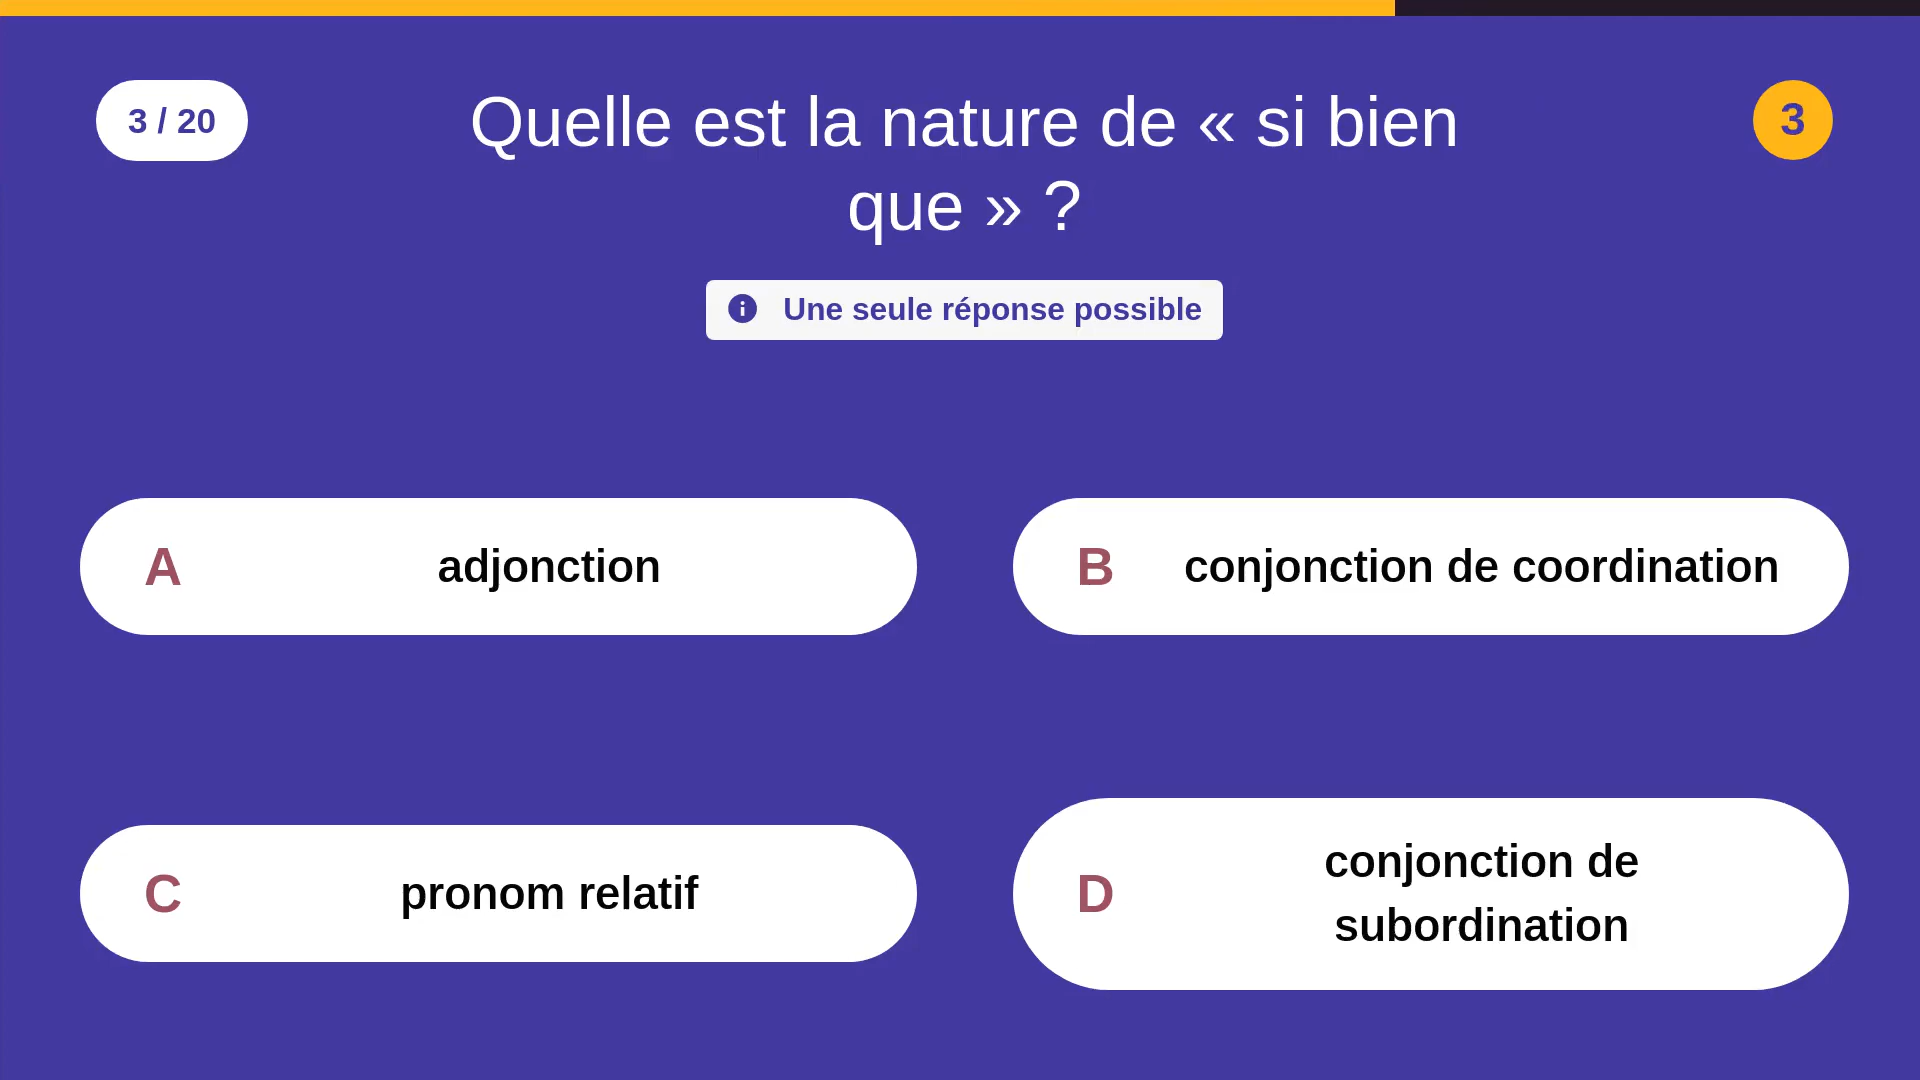 3 / 20
Quelle est la nature de « si bien
que » ?
3
Une seule réponse possible
A
adjonction
B
conjonction de coordination
C
pronom relatif
D
conjonction de
subordination